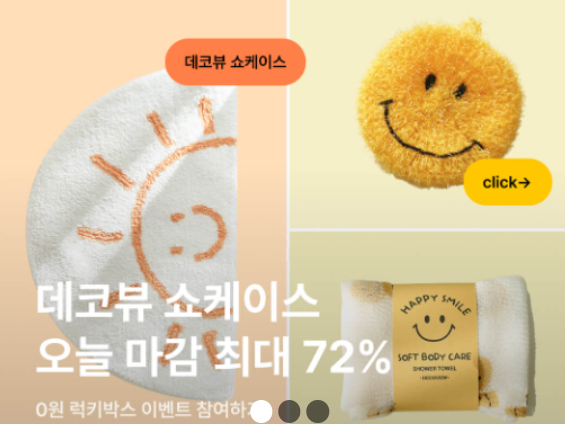 데코뷰 쇼케이스
click→
데코뷰 쇼케이스
오늘 마감 최대 72%
0원 럭키박스 이벤트 참여하기
HAPPY SMILE
SOFT BODY CARE
SHOWER TOWEL